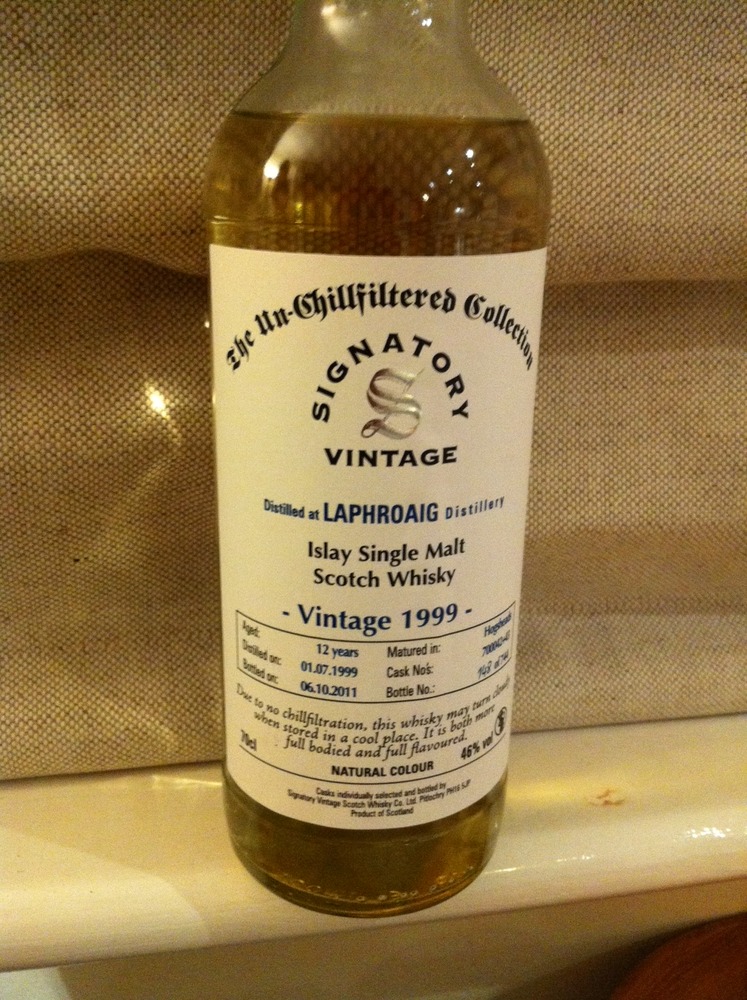 The Un-Chillfiltered Collection
SIGNATORY
S
VINTAGE
Distilled at LAPHROAIG Distillery
Islay Single Malt
Scotch Whisky
- Vintage 1999 -
Aged: 12 years Matured in: Hogsheads
Distilled on: 01.07.1999 Cask No's:
Bottled on: 06.10.2011 Bottle No.: of
Due to no chillfiltration, this whisky may turn cloudy
when stored in a cool place. It is both more
full bodied and full flavoured.
70cl 46% vol S
NATURAL COLOUR
Casks individually selected and bottled by
Signatory Vintage Scotch Whisky Co. Ltd. Pitlochry PH16 5JP
Product of Scotland